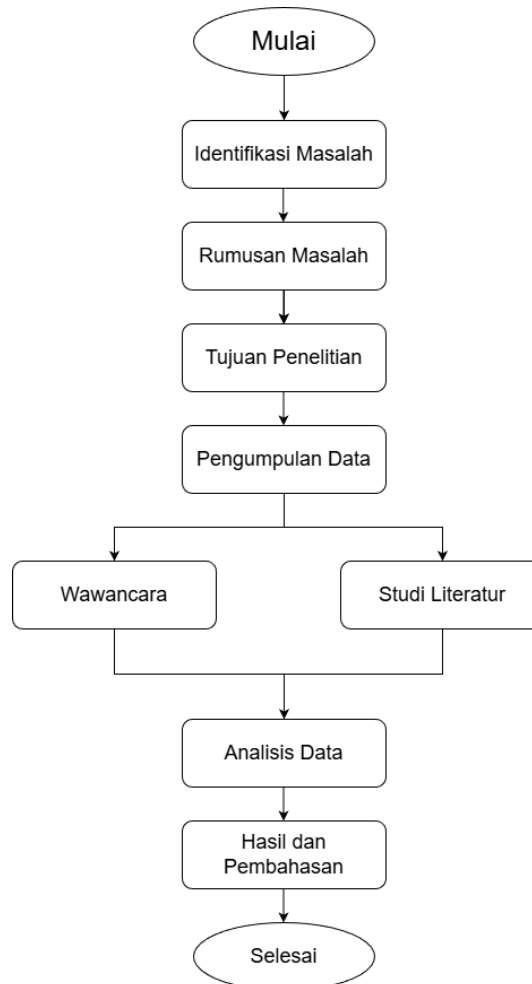 Mulai
Identifikasi Masalah
Rumusan Masalah
Tujuan Penelitian
Pengumpulan Data
Wawancara
Studi Literatur
Analisis Data
Hasil dan
Pembahasan
Selesai